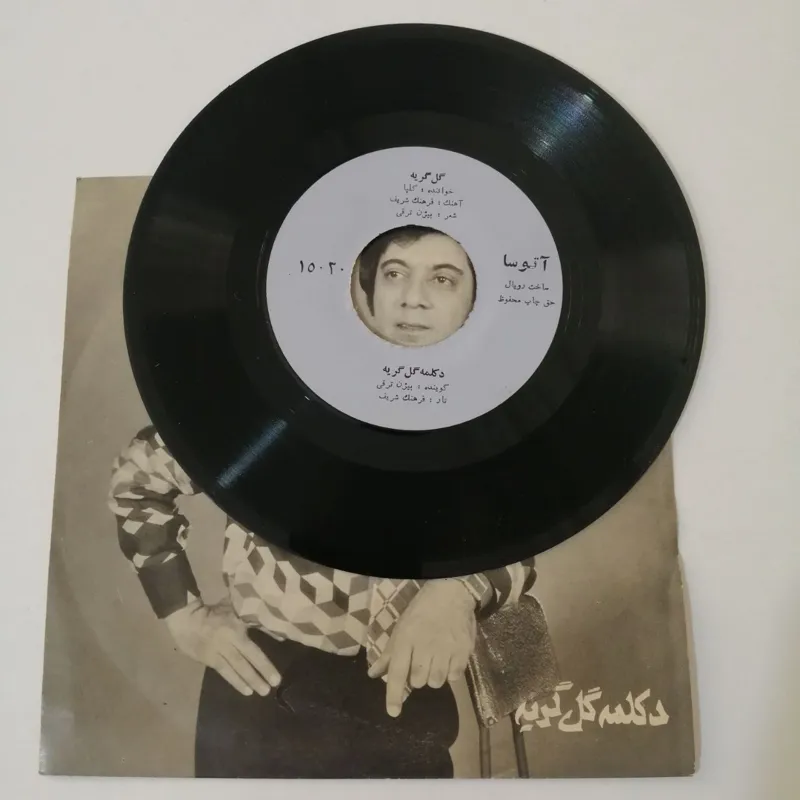 گل گریه
خواننده : گلپا
آهنگ : فرهنگ شریف
شعر : بیژن ترقی
آتوسا
ساخت رویال
حق چاپ محفوظ
۱۵۰۲۰
دکلمه گل گریه
گوینده : بیژن ترقی
تار : فرهنگ شریف
دکلمه گل گریه